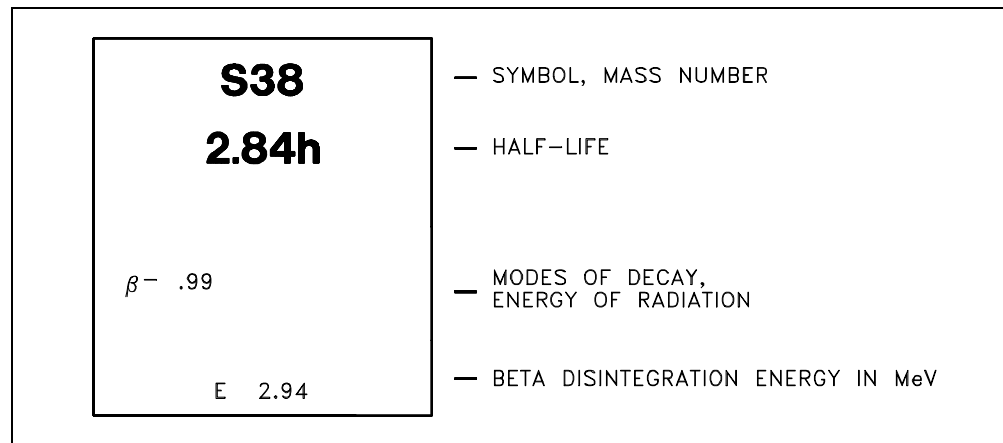 S38
— SYMBOL, MASS NUMBER
2.84h
— HALF–LIFE
β– .99
— MODES OF DECAY,
ENERGY OF RADIATION
E 2.94
— BETA DISINTEGRATION ENERGY IN MeV